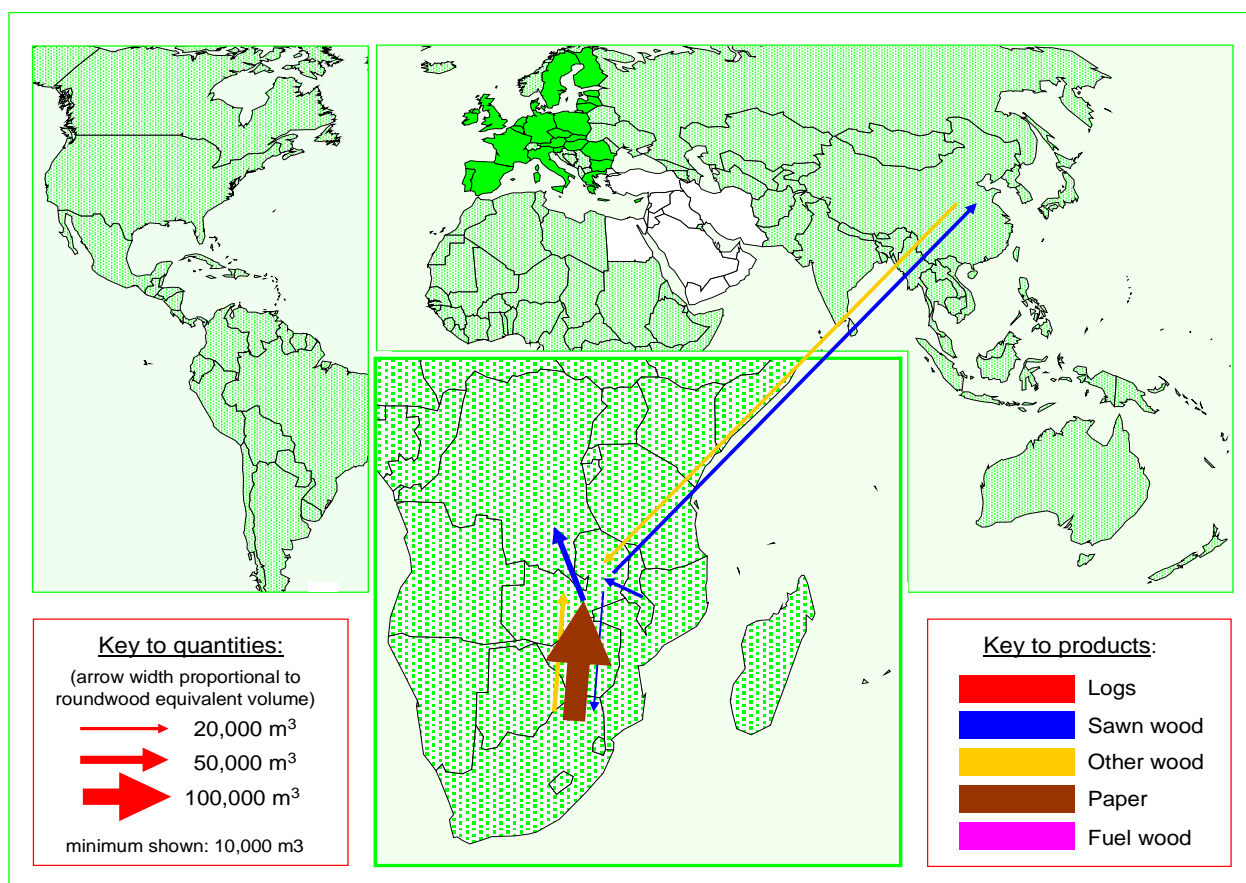 Key to quantities:
(arrow width proportional to
roundwood equivalent volume)
20,000 m³
50,000 m³
100,000 m³
minimum shown: 10,000 m3
Key to products:
Logs
Sawn wood
Other wood
Paper
Fuel wood